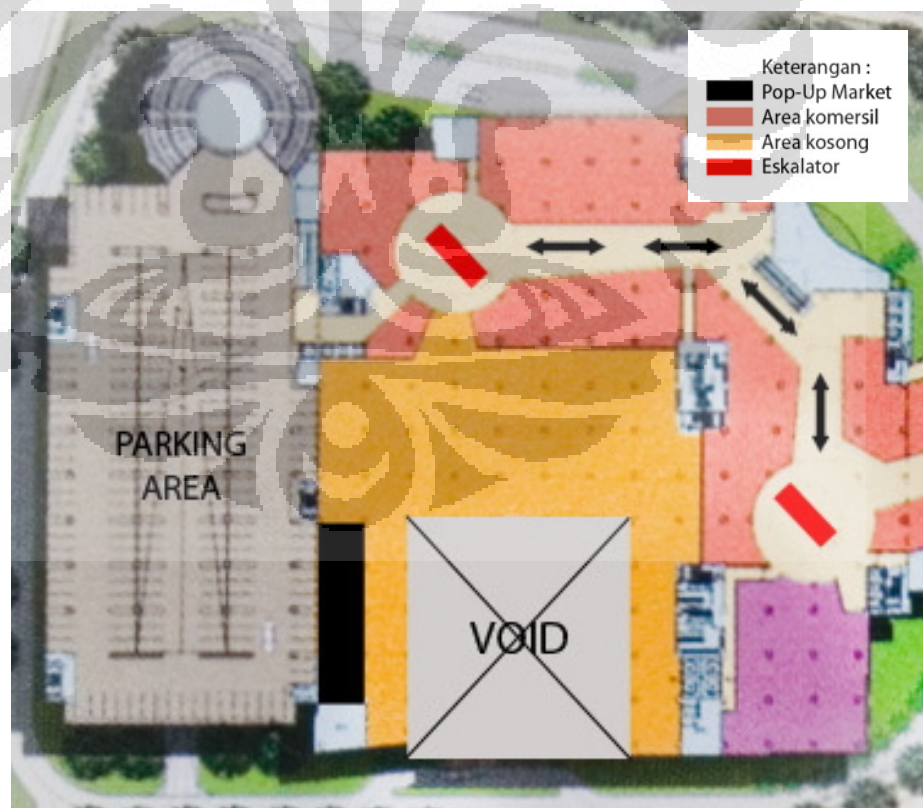 Keterangan :
Pop-Up Market
Area komersil
Area kosong
Eskalator
PARKING
AREA
VOID